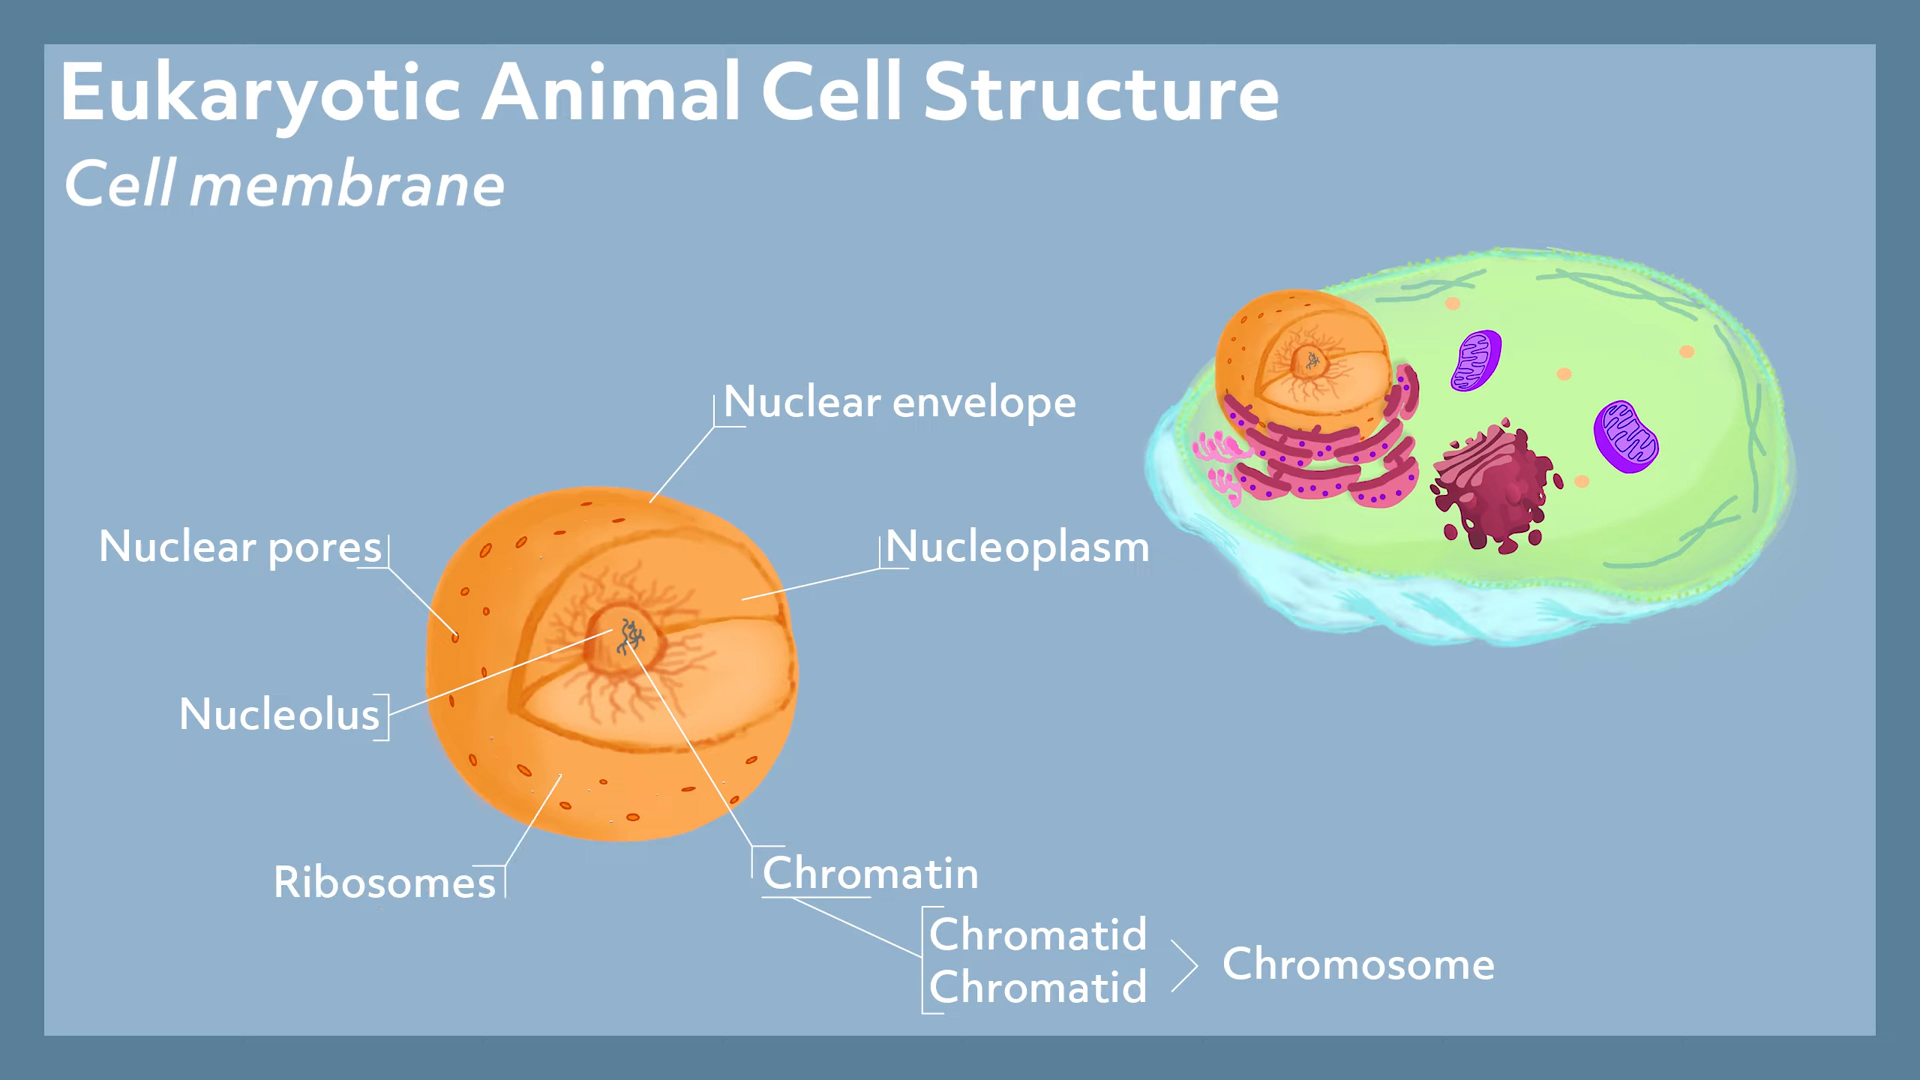 Eukaryotic Animal Cell Structure
Cell membrane
Nuclear envelope
Nuclear pores
Nucleoplasm
Nucleolus
Ribosomes
Chromatin
Chromatid
Chromatid
Chromosome